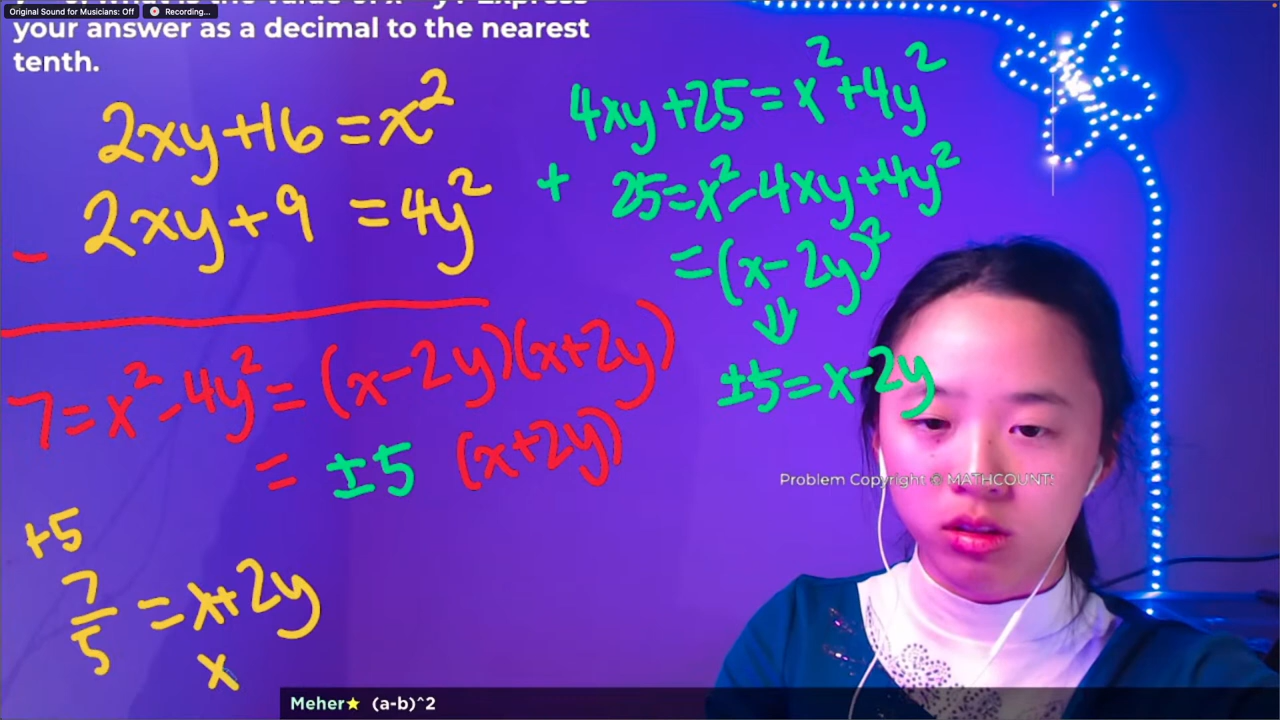 Original Sound for Musicians: Off
Recording...
your answer as a decimal to the nearest
tenth.
2xy+16=x²
2xy+9=4y²
-
7=x²-4y²=(x-2y)(x+2y)
= ±5 (x+2y)
+5
7/5=x+2y
x
4xy+25=x²+4y²
+ 25=x²-4xy+4y²
=(x-2y)²
⇓
±5=x-2y
Problem Copyright © MATHCOUNTS
Meher⭐ (a-b)^2